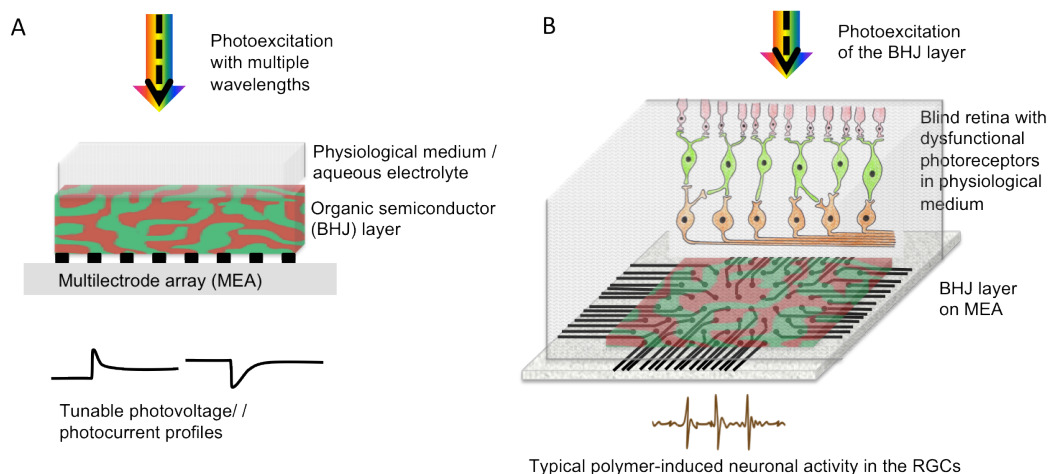 A
Photoexcitation
with multiple
wavelengths
Physiological medium /
aqueous electrolyte
Organic semiconductor
(BHJ) layer
Multilectrode array (MEA)
Tunable photovoltage/ /
photocurrent profiles
B
Photoexcitation
of the BHJ layer
Blind retina with
dysfunctional
photoreceptors
in physiological
medium
BHJ layer
on MEA
Typical polymer-induced neuronal activity in the RGCs